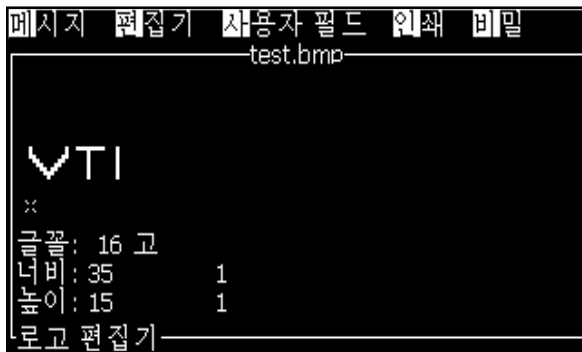 메시지 편집기 사용자 필드 인쇄 비밀
test.bmp
VTI
글꼴: 16 고
너비: 35 1
높이: 15 1
로고 편집기